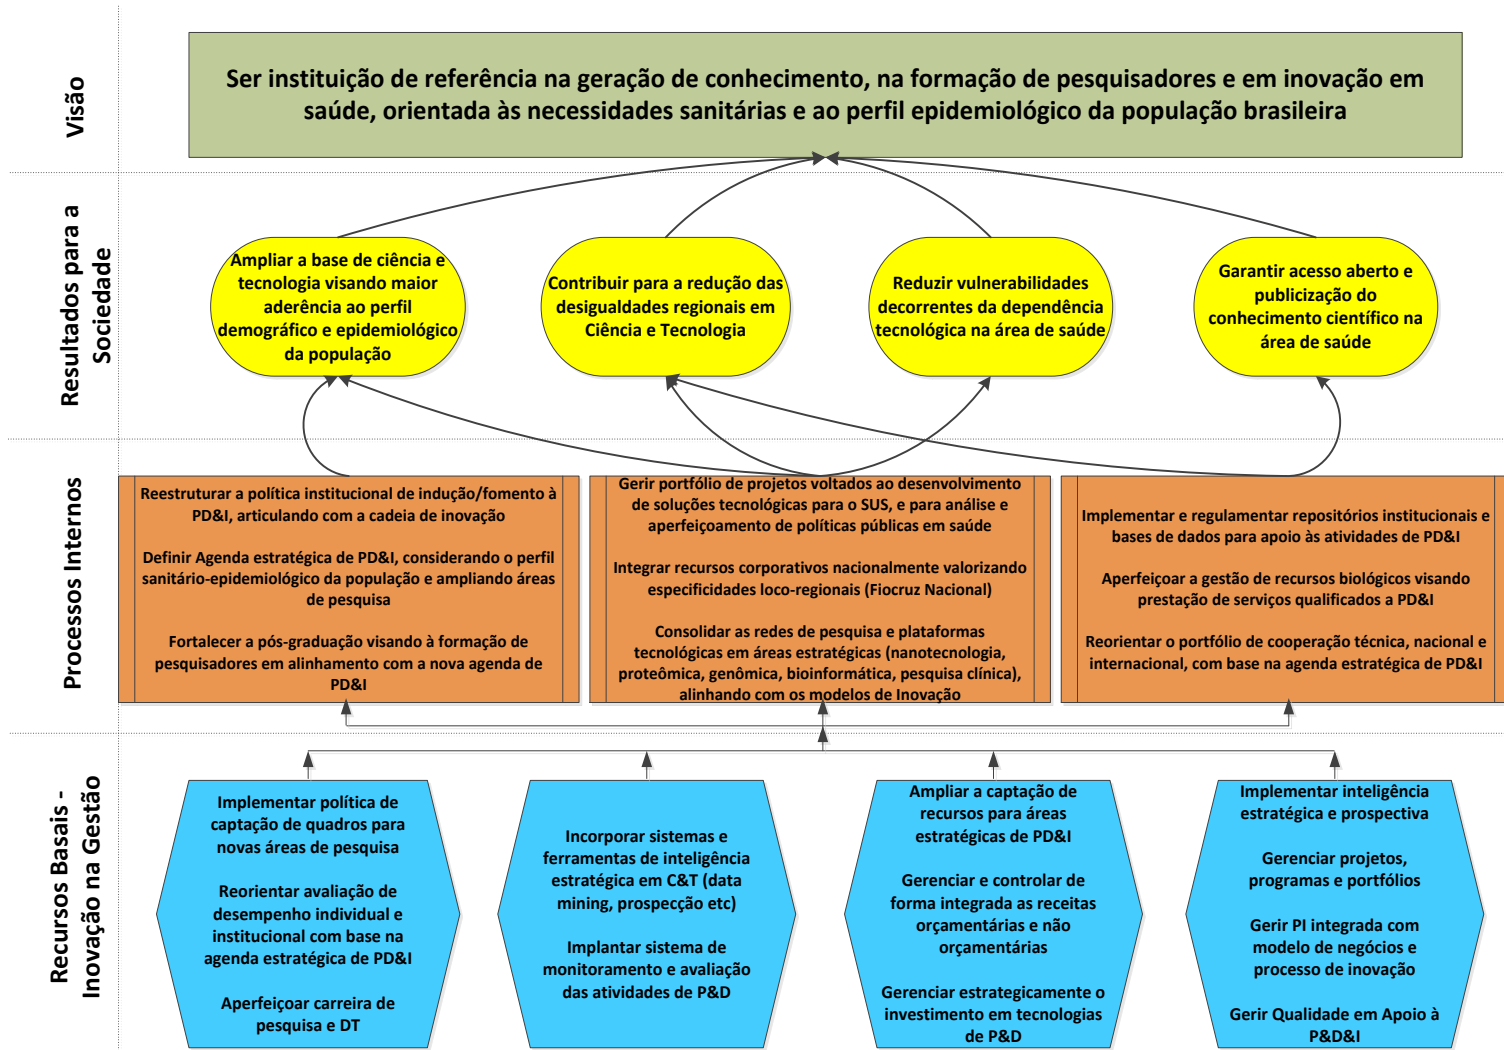 Visão
Ser instituição de referência na geração de conhecimento, na formação de pesquisadores e em inovação em
saúde, orientada às necessidades sanitárias e ao perfil epidemiológico da população brasileira
Resultados para a
Sociedade
Ampliar a base de ciência e
tecnologia visando maior
aderência ao perfil
demográfico e epidemiológico
da população
Contribuir para a redução das
desigualdades regionais em
Ciência e Tecnologia
Reduzir vulnerabilidades
decorrentes da dependência
tecnológica na área de saúde
Garantir acesso aberto e
publicização do
conhecimento científico na
área de saúde
Processos Internos
Reestruturar a política institucional de indução/fomento à
PD&I, articulando com a cadeia de inovação
Definir Agenda estratégica de PD&I, considerando o perfil
sanitário-epidemiológico da população e ampliando áreas
de pesquisa
Fortalecer a pós-graduação visando à formação de
pesquisadores em alinhamento com a nova agenda de
PD&I
Gerir portfólio de projetos voltados ao desenvolvimento
de soluções tecnológicas para o SUS, e para análise e
aperfeiçoamento de políticas públicas em saúde
Integrar recursos corporativos nacionalmente valorizando
especificidades loco-regionais (Fiocruz Nacional)
Consolidar as redes de pesquisa e plataformas
tecnológicas em áreas estratégicas (nanotecnologia,
proteômica, genômica, bioinformática, pesquisa clínica),
alinhando com os modelos de Inovação
Implementar e regulamentar repositórios institucionais e
bases de dados para apoio às atividades de PD&I
Aperfeiçoar a gestão de recursos biológicos visando
prestação de serviços qualificados a PD&I
Reorientar o portfólio de cooperação técnica, nacional e
internacional, com base na agenda estratégica de PD&I
Recursos Basais -
Inovação na Gestão
Implementar política de
captação de quadros para
novas áreas de pesquisa
Reorientar avaliação de
desempenho individual e
institucional com base na
agenda estratégica de PD&I
Aperfeiçoar carreira de
pesquisa e DT
Incorporar sistemas e
ferramentas de inteligência
estratégica em C&T (data
mining, prospecção etc)
Implantar sistema de
monitoramento e avaliação
das atividades de P&D
Ampliar a captação de
recursos para áreas
estratégicas de PD&I
Gerenciar e controlar de
forma integrada as receitas
orçamentárias e não
orçamentárias
Gerenciar estrategicamente o
investimento em tecnologias
de P&D
Implementar inteligência
estratégica e prospectiva
Gerenciar projetos,
programas e portfólios
Gerir PI integrada com
modelo de negócios e
processo de inovação
Gerir Qualidade em Apoio à
P&D&I